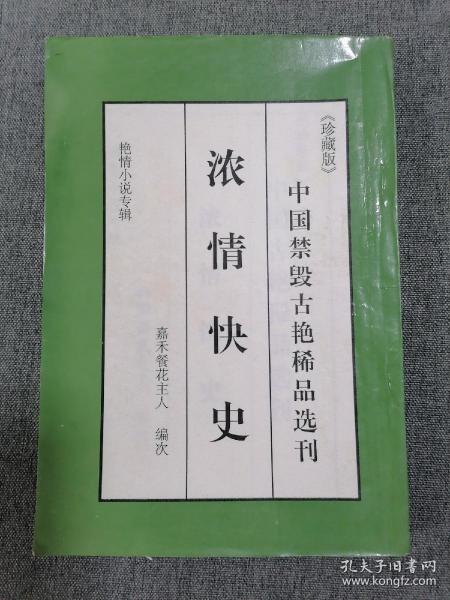 《珍藏版》
中国禁毁古艳稀品选刊
浓情快史
嘉禾餐花主人 编次
艳情小说专辑
孔夫子旧书网
www.kongfz.com